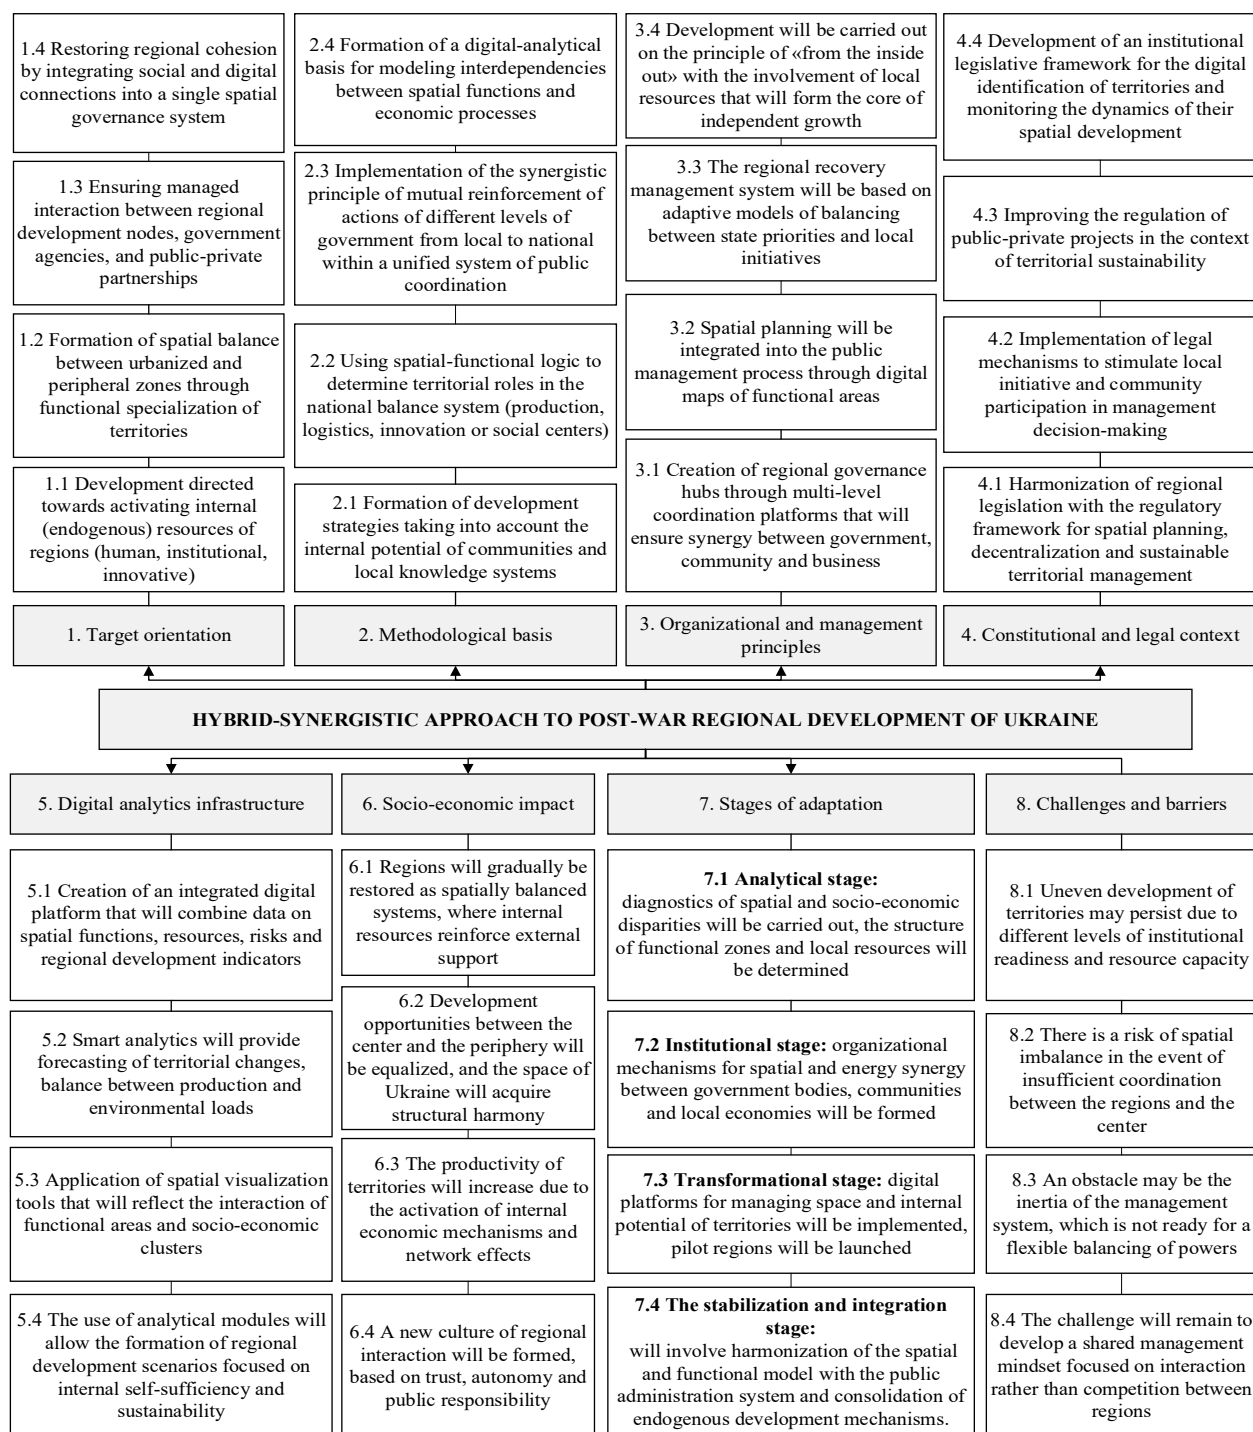 1.4 Restoring regional cohesion
by integrating social and digital
connections into a single spatial
governance system
2.4 Formation of a digital-analytical
basis for modeling interdependencies
between spatial functions and
economic processes
3.4 Development will be carried out
on the principle of «from the inside
out» with the involvement of local
resources that will form the core of
independent growth
4.4 Development of an institutional
legislative framework for the digital
identification of territories and
monitoring the dynamics of their
spatial development
1.3 Ensuring managed
interaction between regional
development nodes, government
agencies, and public-private
partnerships
2.3 Implementation of the synergistic
principle of mutual reinforcement of
actions of different levels of
government from local to national
within a unified system of public
coordination
3.3 The regional recovery
management system will be based on
adaptive models of balancing
between state priorities and local
initiatives
4.3 Improving the regulation of
public-private projects in the context
of territorial sustainability
1.2 Formation of spatial balance
between urbanized and
peripheral zones through
functional specialization of
territories
2.2 Using spatial-functional logic to
determine territorial roles in the
national balance system (production,
logistics, innovation or social centers)
3.2 Spatial planning will be
integrated into the public
management process through digital
maps of functional areas
4.2 Implementation of legal
mechanisms to stimulate local
initiative and community
participation in management
decision-making
1.1 Development directed
towards activating internal
(endogenous) resources of
regions (human, institutional,
innovative)
2.1 Formation of development
strategies taking into account the
internal potential of communities and
local knowledge systems
3.1 Creation of regional governance
hubs through multi-level
coordination platforms that will
ensure synergy between government,
community and business
4.1 Harmonization of regional
legislation with the regulatory
framework for spatial planning,
decentralization and sustainable
territorial management
1. Target orientation
2. Methodological basis
3. Organizational and management
principles
4. Constitutional and legal context
HYBRID-SYNERGISTIC APPROACH TO POST-WAR REGIONAL DEVELOPMENT OF UKRAINE
5. Digital analytics infrastructure
6. Socio-economic impact
7. Stages of adaptation
8. Challenges and barriers
5.1 Creation of an integrated digital
platform that will combine data on
spatial functions, resources, risks and
regional development indicators
6.1 Regions will gradually be
restored as spatially balanced
systems, where internal
resources reinforce external
support
7.1 Analytical stage:
diagnostics of spatial and socio-economic
disparities will be carried out, the structure
of functional zones and local resources will
be determined
8.1 Uneven development of
territories may persist due to
different levels of institutional
readiness and resource capacity
5.2 Smart analytics will provide
forecasting of territorial changes,
balance between production and
environmental loads
6.2 Development
opportunities between the
center and the periphery will
be equalized, and the space of
Ukraine will acquire
structural harmony
7.2 Institutional stage: organizational
mechanisms for spatial and energy synergy
between government bodies, communities
and local economies will be formed
8.2 There is a risk of spatial
imbalance in the event of
insufficient coordination
between the regions and the
center
5.3 Application of spatial visualization
tools that will reflect the interaction of
functional areas and socio-economic
clusters
6.3 The productivity of
territories will increase due to
the activation of internal
economic mechanisms and
network effects
7.3 Transformational stage: digital
platforms for managing space and internal
potential of territories will be implemented,
pilot regions will be launched
8.3 An obstacle may be the
inertia of the management
system, which is not ready for a
flexible balancing of powers
5.4 The use of analytical modules will
allow the formation of regional
development scenarios focused on
internal self-sufficiency and
sustainability
6.4 A new culture of regional
interaction will be formed,
based on trust, autonomy and
public responsibility
7.4 The stabilization and integration
stage:
will involve harmonization of the spatial
and functional model with the public
administration system and consolidation of
endogenous development mechanisms.
8.4 The challenge will remain to
develop a shared management
mindset focused on interaction
rather than competition between
regions